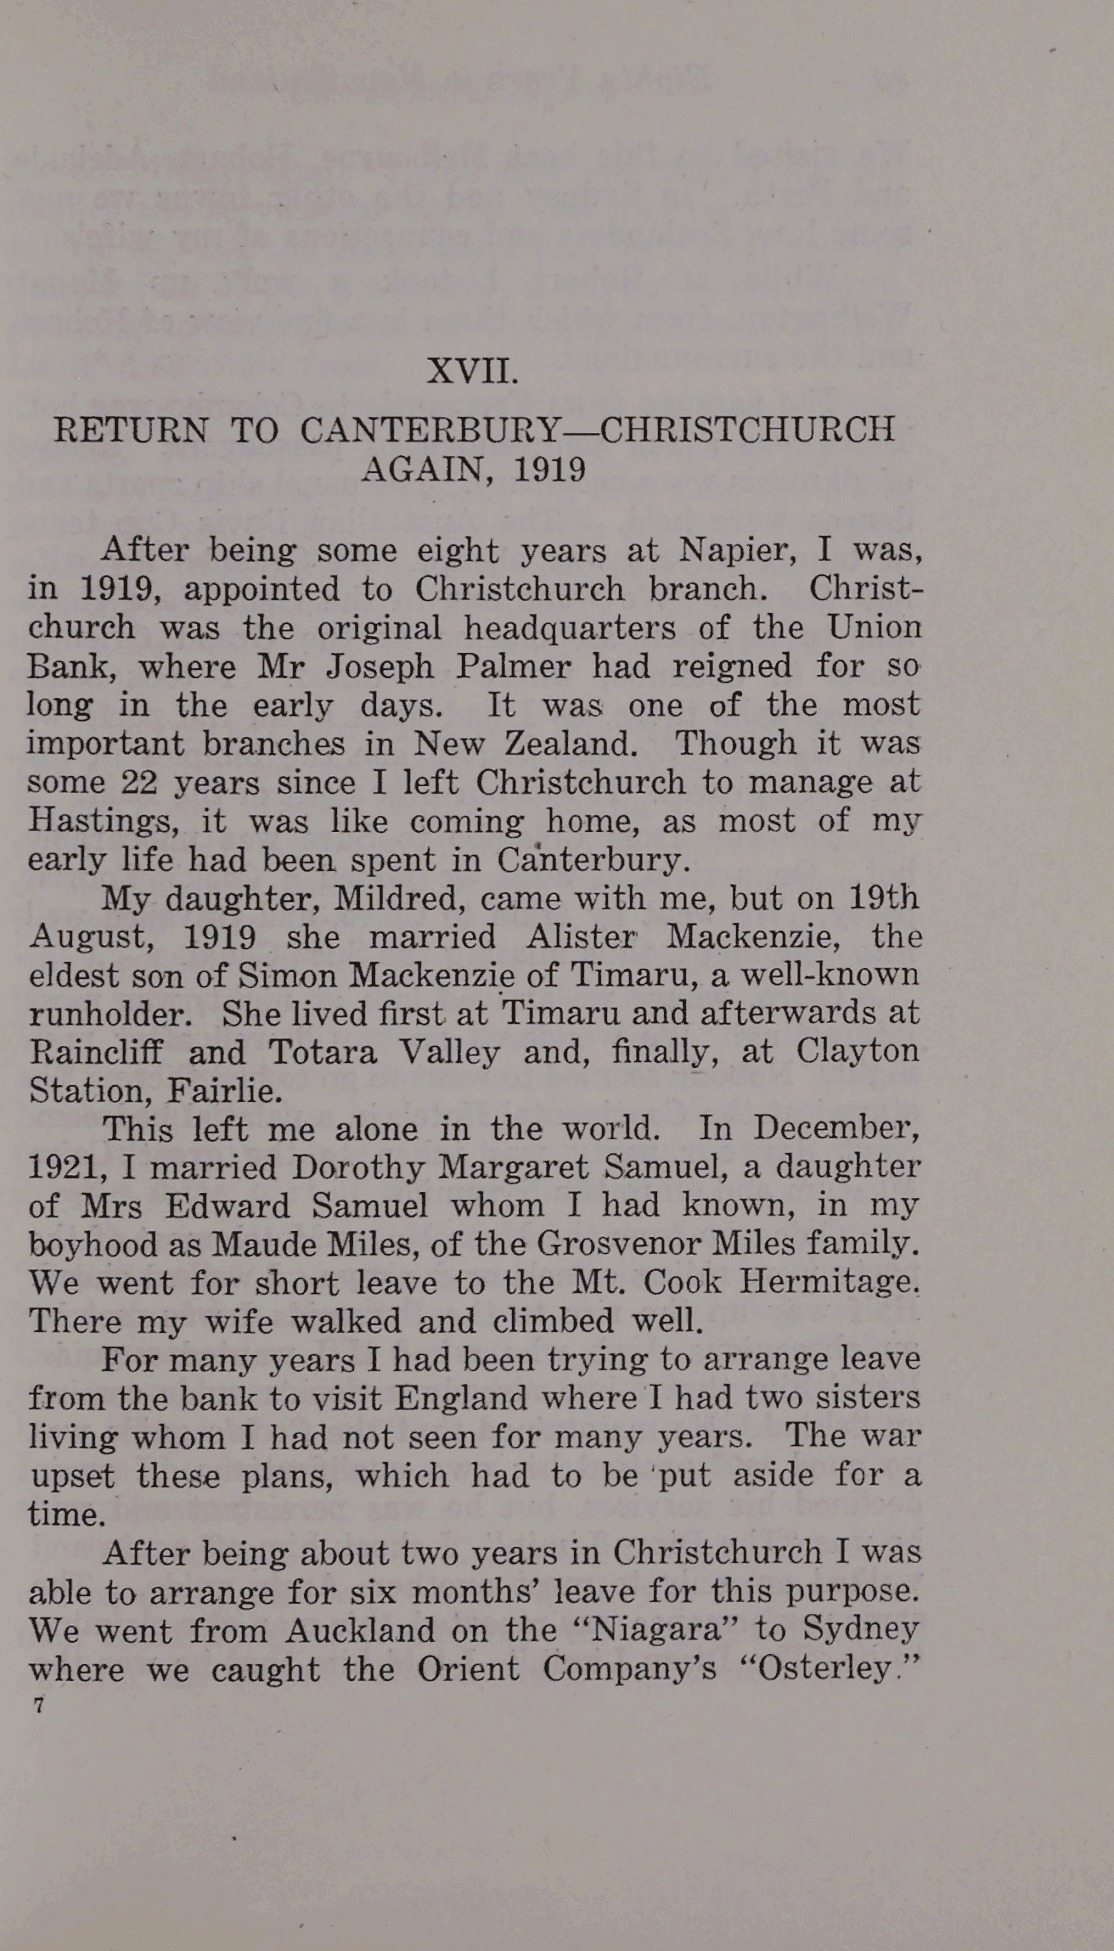 XVII.
RETURN TO CANTERBURY—CHRISTCHURCH
AGAIN, 1919
After being some eight years at Napier, I was,
in 1919, appointed to Christchurch branch. Christ-
church was the original headquarters of the Union
Bank, where Mr Joseph Palmer had reigned for so
long in the early days. It was one of the most
important branches in New Zealand. Though it was
some 22 years since I left Christchurch to manage at
Hastings, it was like coming home, as most of my
early life had been spent in Canterbury.
My daughter, Mildred, came with me, but on 19th
August, 1919 she married Alister Mackenzie, the
eldest son of Simon Mackenzie of Timaru, a well-known
runholder. She lived first at Timaru and afterwards at
Raincliff and Totara Valley and, finally, at Clayton
Station, Fairlie.
This left me alone in the world. In December,
1921, I married Dorothy Margaret Samuel, a daughter
of Mrs Edward Samuel whom I had known, in my
boyhood as Maude Miles, of the Grosvenor Miles family.
We went for short leave to the Mt. Cook Hermitage.
There my wife walked and climbed well.
For many years I had been trying to arrange leave
from the bank to visit England where I had two sisters
living whom I had not seen for many years. The war
upset these plans, which had to be put aside for a
time.
After being about two years in Christchurch I was
able to arrange for six months’ leave for this purpose.
We went from Auckland on the “Niagara” to Sydney
where we caught the Orient Company’s “Osterley.”
7